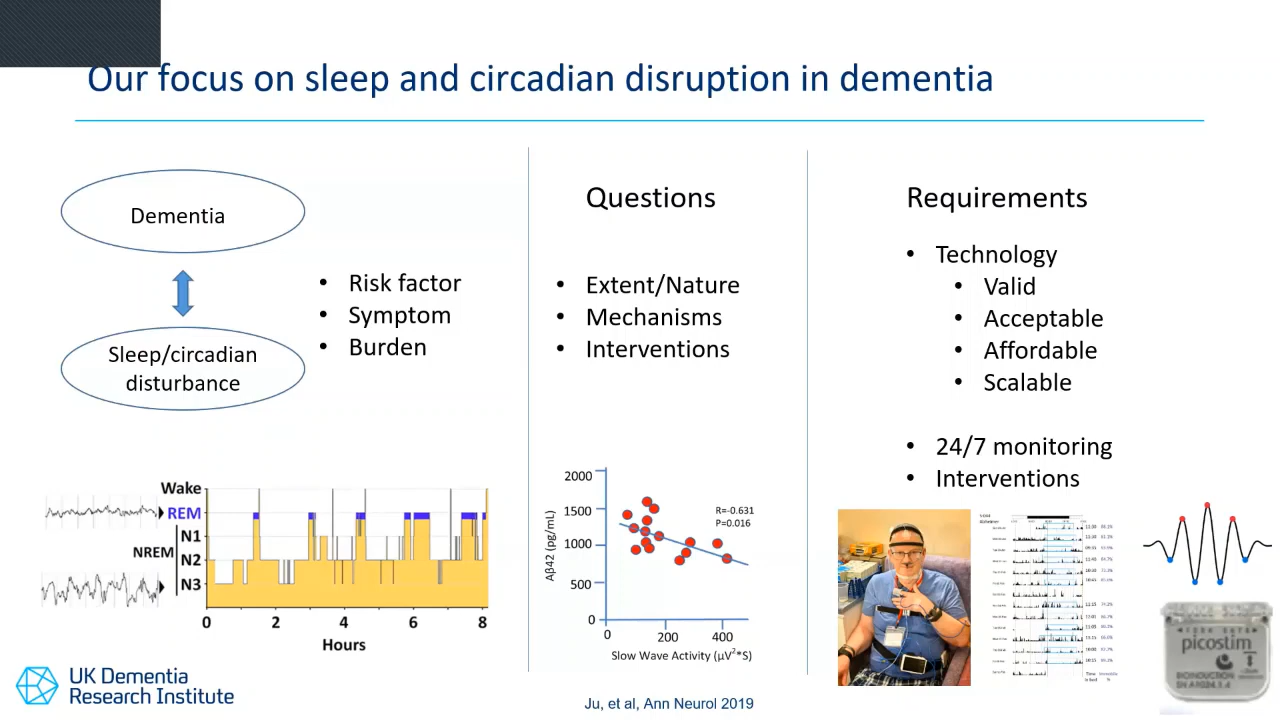 Our focus on sleep and circadian disruption in dementia
Dementia
Sleep/circadian
disturbance
• Risk factor
• Symptom
• Burden
Questions
• Extent/Nature
• Mechanisms
• Interventions
Requirements
• Technology
• Valid
• Acceptable
• Affordable
• Scalable
• 24/7 monitoring
• Interventions
Wake
REM
N1
NREM
N2
N3
0 2 4 6 8
Hours
2000
1500
1000
500
0
Aβ42 (pg/mL)
R=-0.631
P=0.016
0 200 400
Slow Wave Activity (µV²*S)
picostim
BIOINDUCTION
UK Dementia
Research Institute
Ju, et al, Ann Neurol 2019